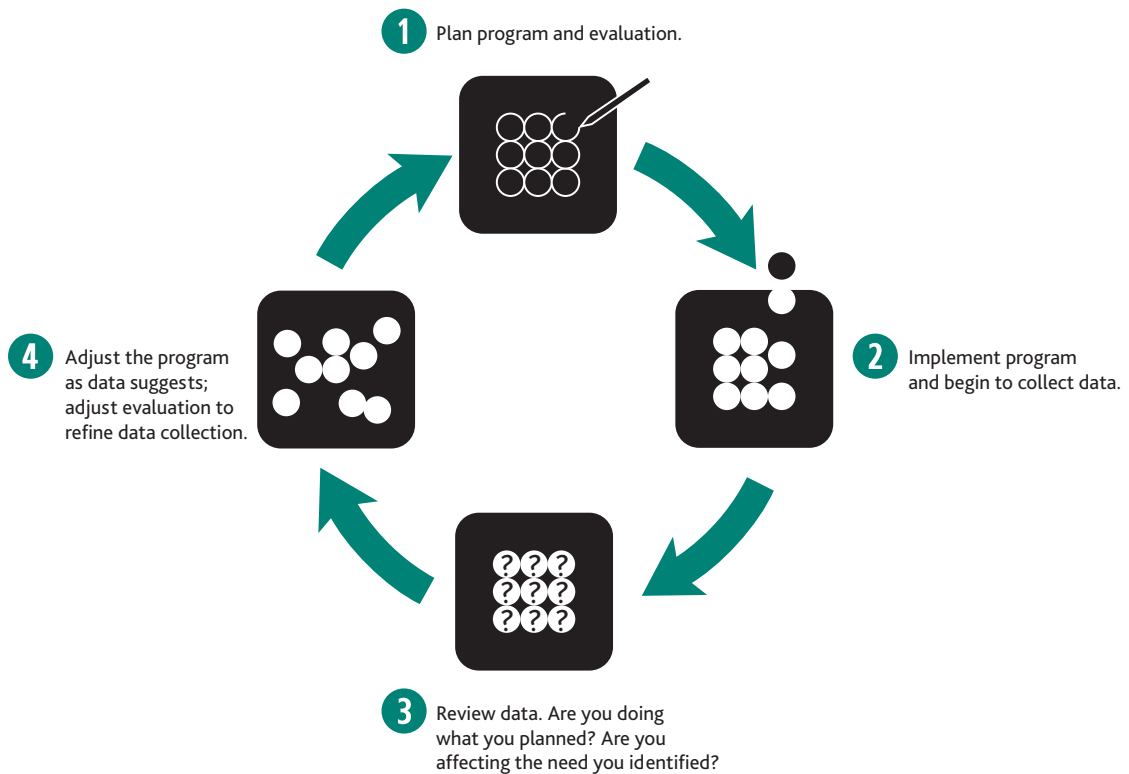 1 Plan program and evaluation.
2 Implement program
and begin to collect data.
? ? ?
? ? ?
? ? ?
3 Review data. Are you doing
what you planned? Are you
affecting the need you identified?
4 Adjust the program
as data suggests;
adjust evaluation to
refine data collection.